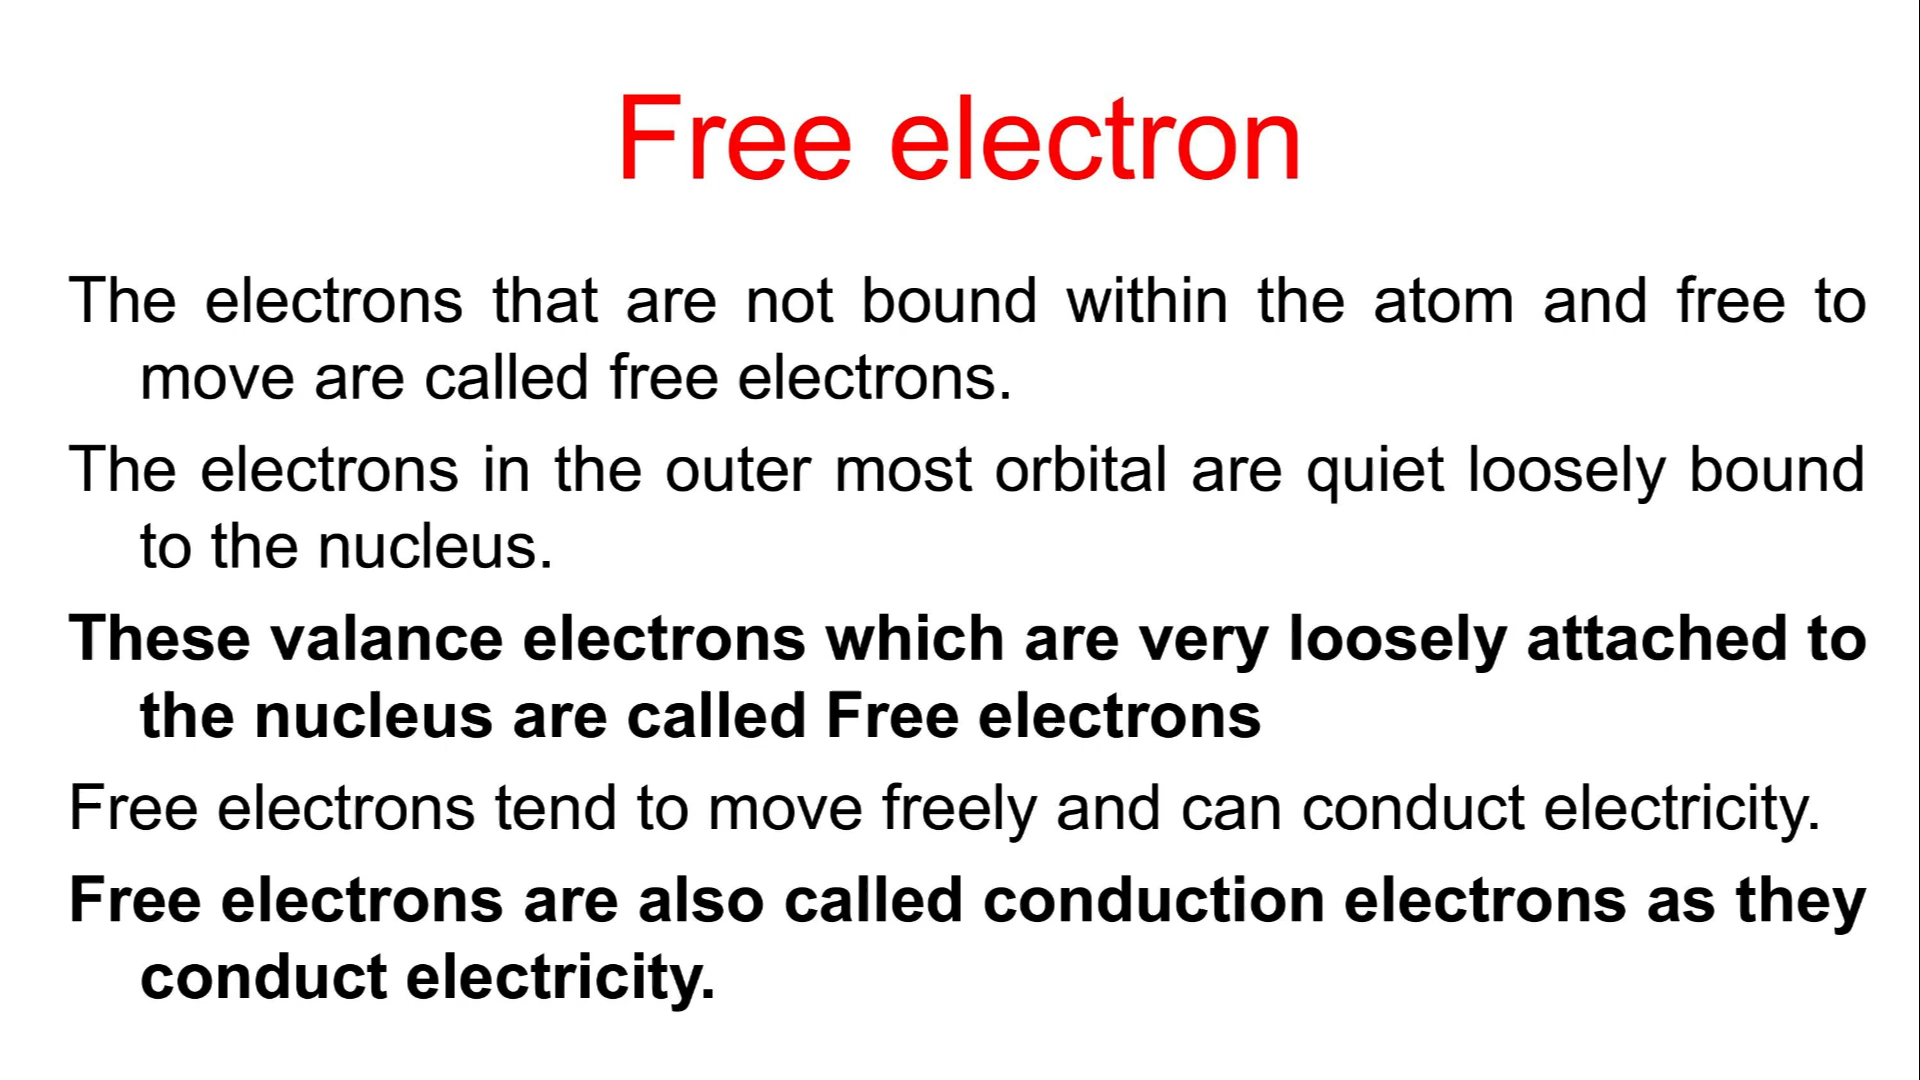 Free electron
The electrons that are not bound within the atom and free to
move are called free electrons.
The electrons in the outer most orbital are quiet loosely bound
to the nucleus.
These valance electrons which are very loosely attached to
the nucleus are called Free electrons
Free electrons tend to move freely and can conduct electricity.
Free electrons are also called conduction electrons as they
conduct electricity.